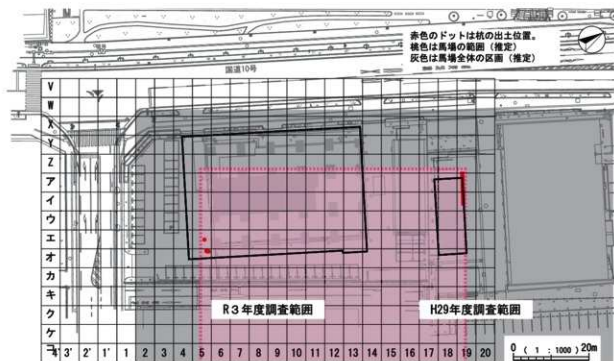 赤色のドットは杭の出土位置。
桃色は馬場の範囲（推定）
灰色は馬場全体の区画（推定）
国道10号
V
W
X
Y
Z
ア
イ
ウ
エ
オ
カ
キ
ク
ケ
コ
R3年度調査範囲
H29年度調査範囲
4' 3' 2' 1' 1 2 3 4 5 6 7 8 9 10 11 12 13 14 15 16 17 18 19 20
0 (1:1000) 20m